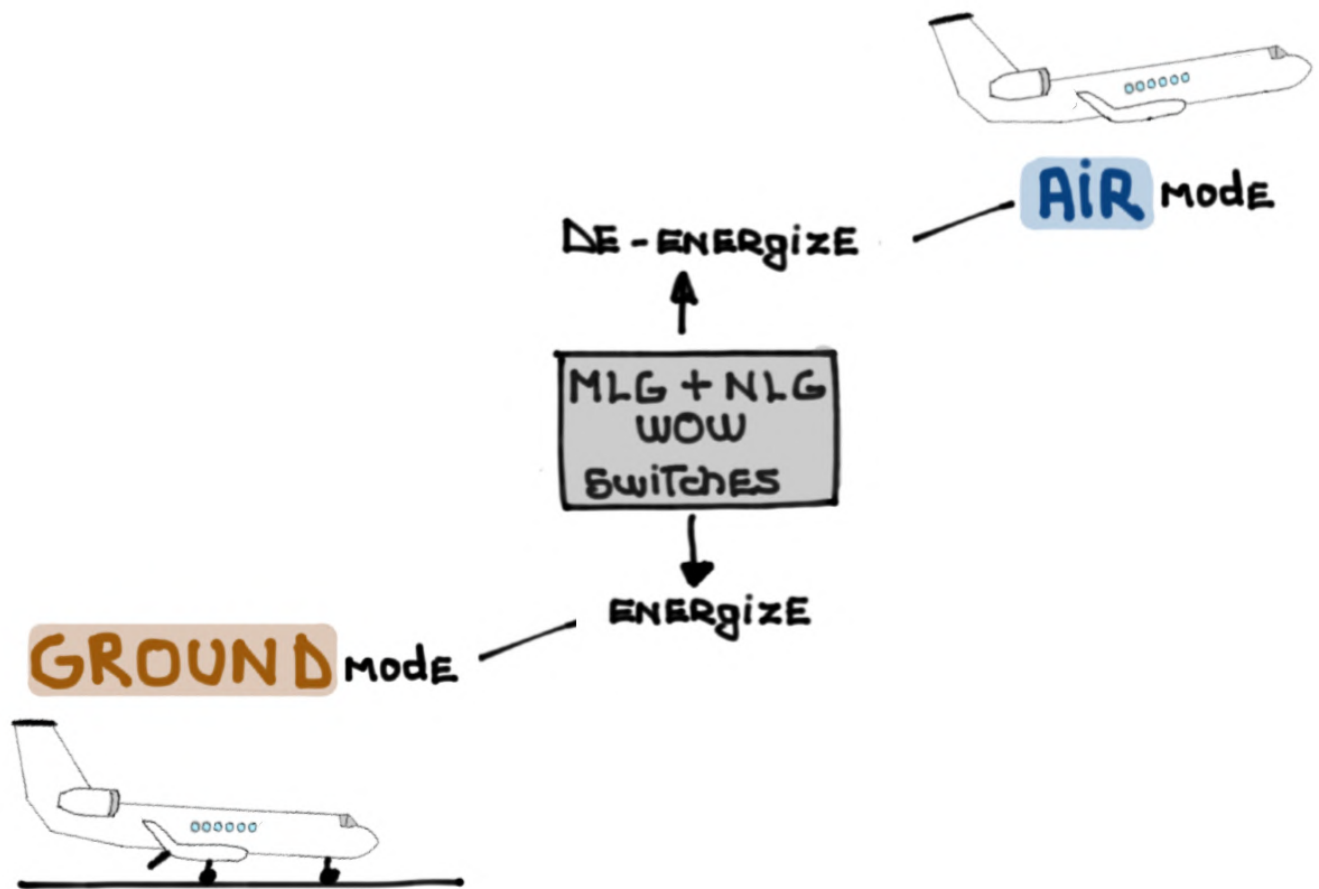 AiR MOdE
DE - ENERgizE
MLG + NLG
WOW
SwiTchES
ENERgizE
GROUND MOdE